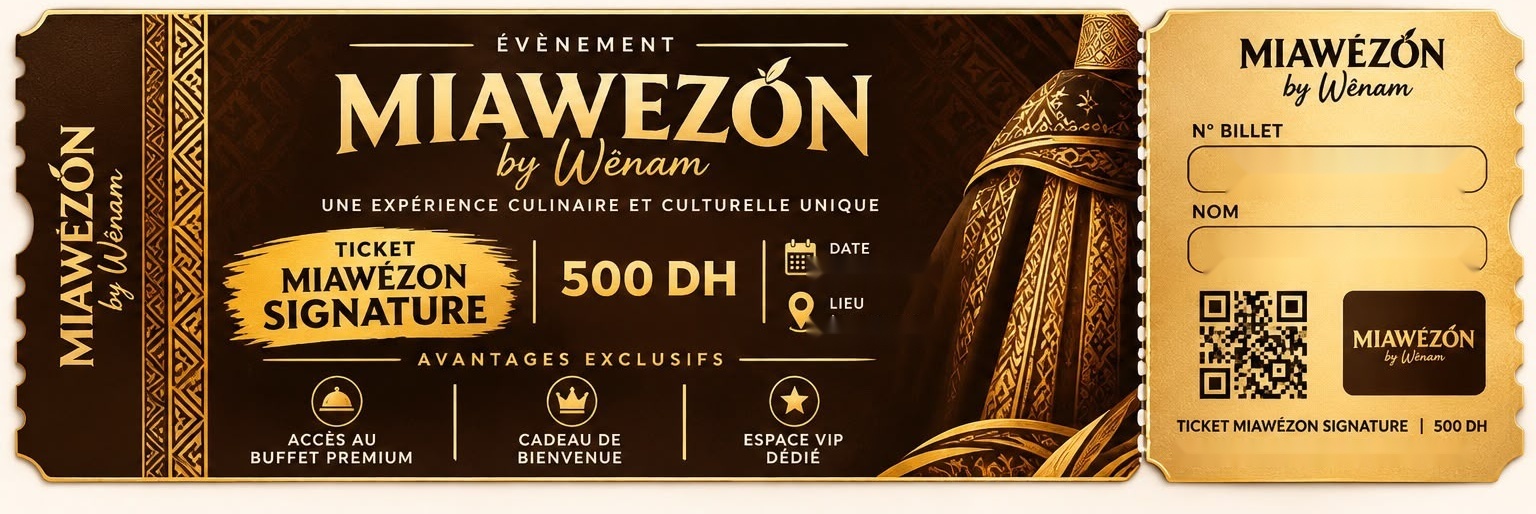 MIAWÉZÓN
by Wênam
ÉVÈNEMENT
MIAWEZÓN
by Wênam
UNE EXPÉRIENCE CULINAIRE ET CULTURELLE UNIQUE
TICKET
MIAWÉZON
SIGNATURE
500 DH
DATE
LIEU
AVANTAGES EXCLUSIFS
ACCÈS AU
BUFFET PREMIUM
CADEAU DE
BIENVENUE
ESPACE VIP
DÉDIÉ
MIAWÉZÓN
by Wênam
N° BILLET
NOM
MIAWÉZÓN
by Wênam
TICKET MIAWÉZON SIGNATURE | 500 DH